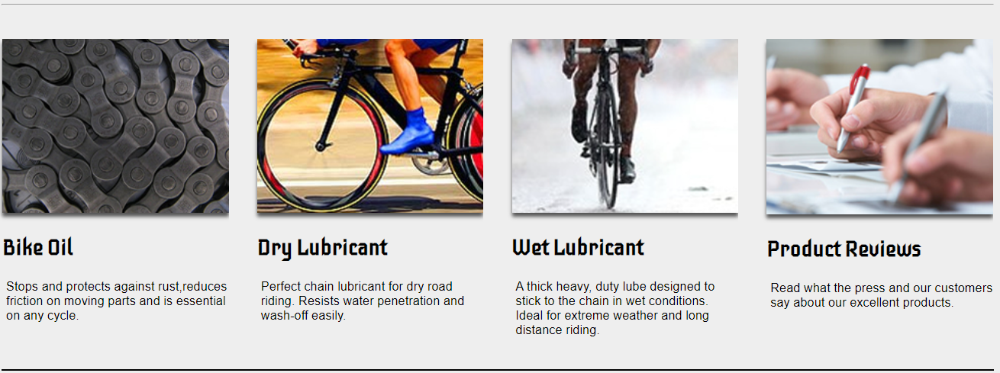 Bike Oil
Stops and protects against rust,reduces
friction on moving parts and is essential
on any cycle.
Dry Lubricant
Perfect chain lubricant for dry road
riding. Resists water penetration and
wash-off easily.
Wet Lubricant
A thick heavy, duty lube designed to
stick to the chain in wet conditions.
Ideal for extreme weather and long
distance riding.
Product Reviews
Read what the press and our customers
say about our excellent products.